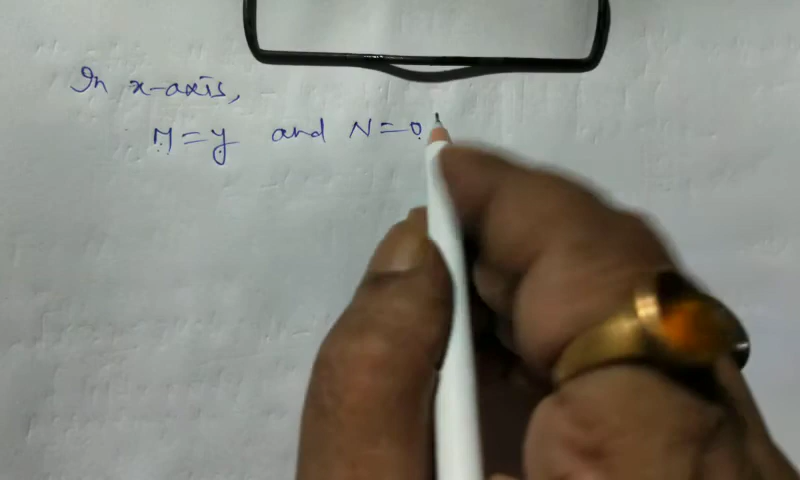 In x-axis,
M = y and N = 0